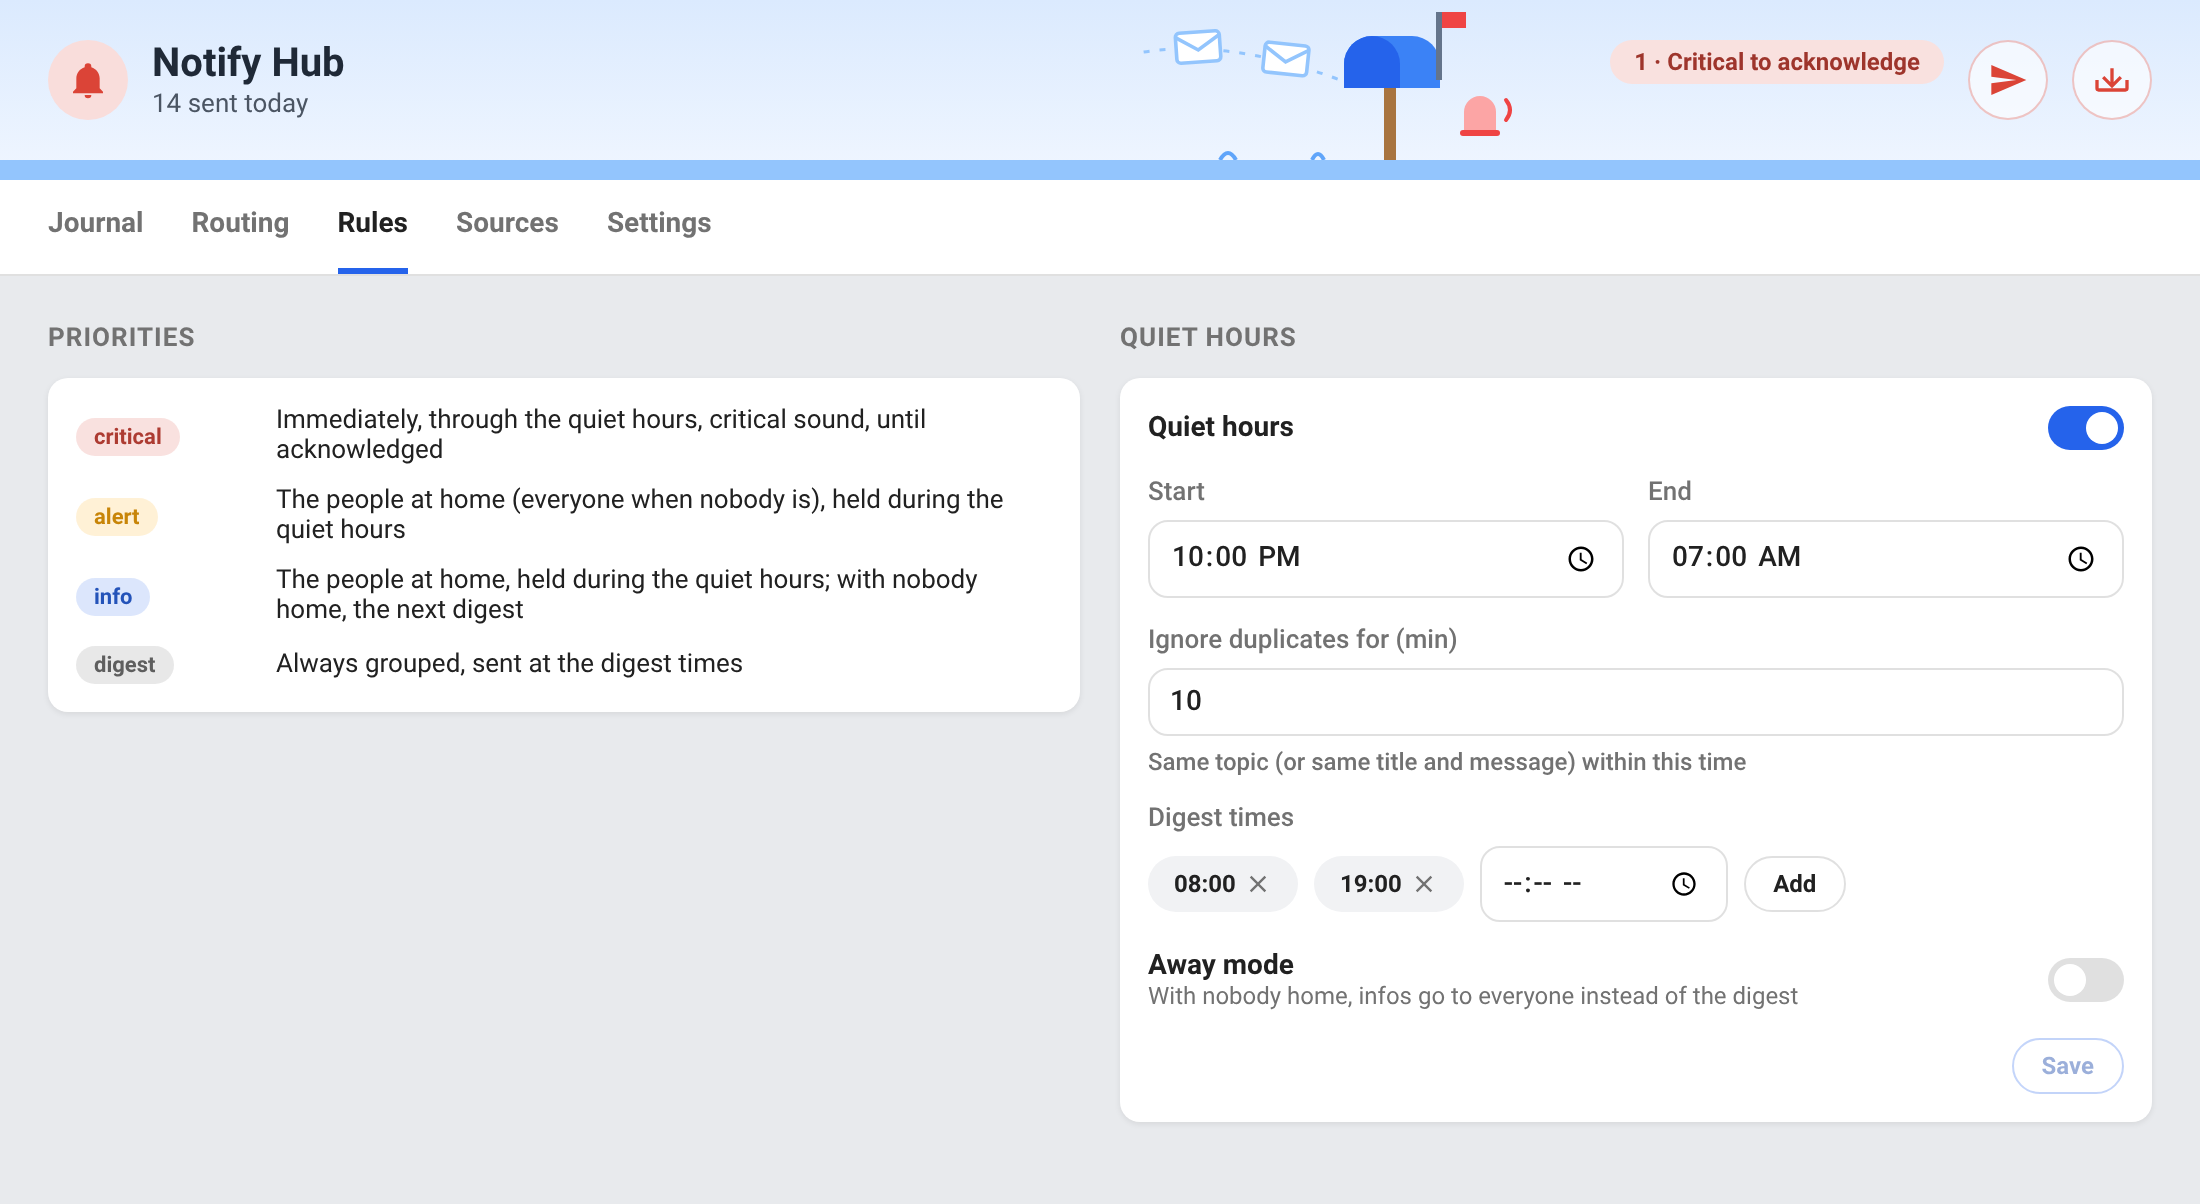 Notify Hub
14 sent today
1 · Critical to acknowledge
Journal
Routing
Rules
Sources
Settings
PRIORITIES
critical
Immediately, through the quiet hours, critical sound, until
acknowledged
alert
The people at home (everyone when nobody is), held during the
quiet hours
info
The people at home, held during the quiet hours; with nobody
home, the next digest
digest
Always grouped, sent at the digest times
QUIET HOURS
Quiet hours
Start
End
10:00 PM
07:00 AM
Ignore duplicates for (min)
10
Same topic (or same title and message) within this time
Digest times
08:00
19:00
--:-- --
Add
Away mode
With nobody home, infos go to everyone instead of the digest
Save